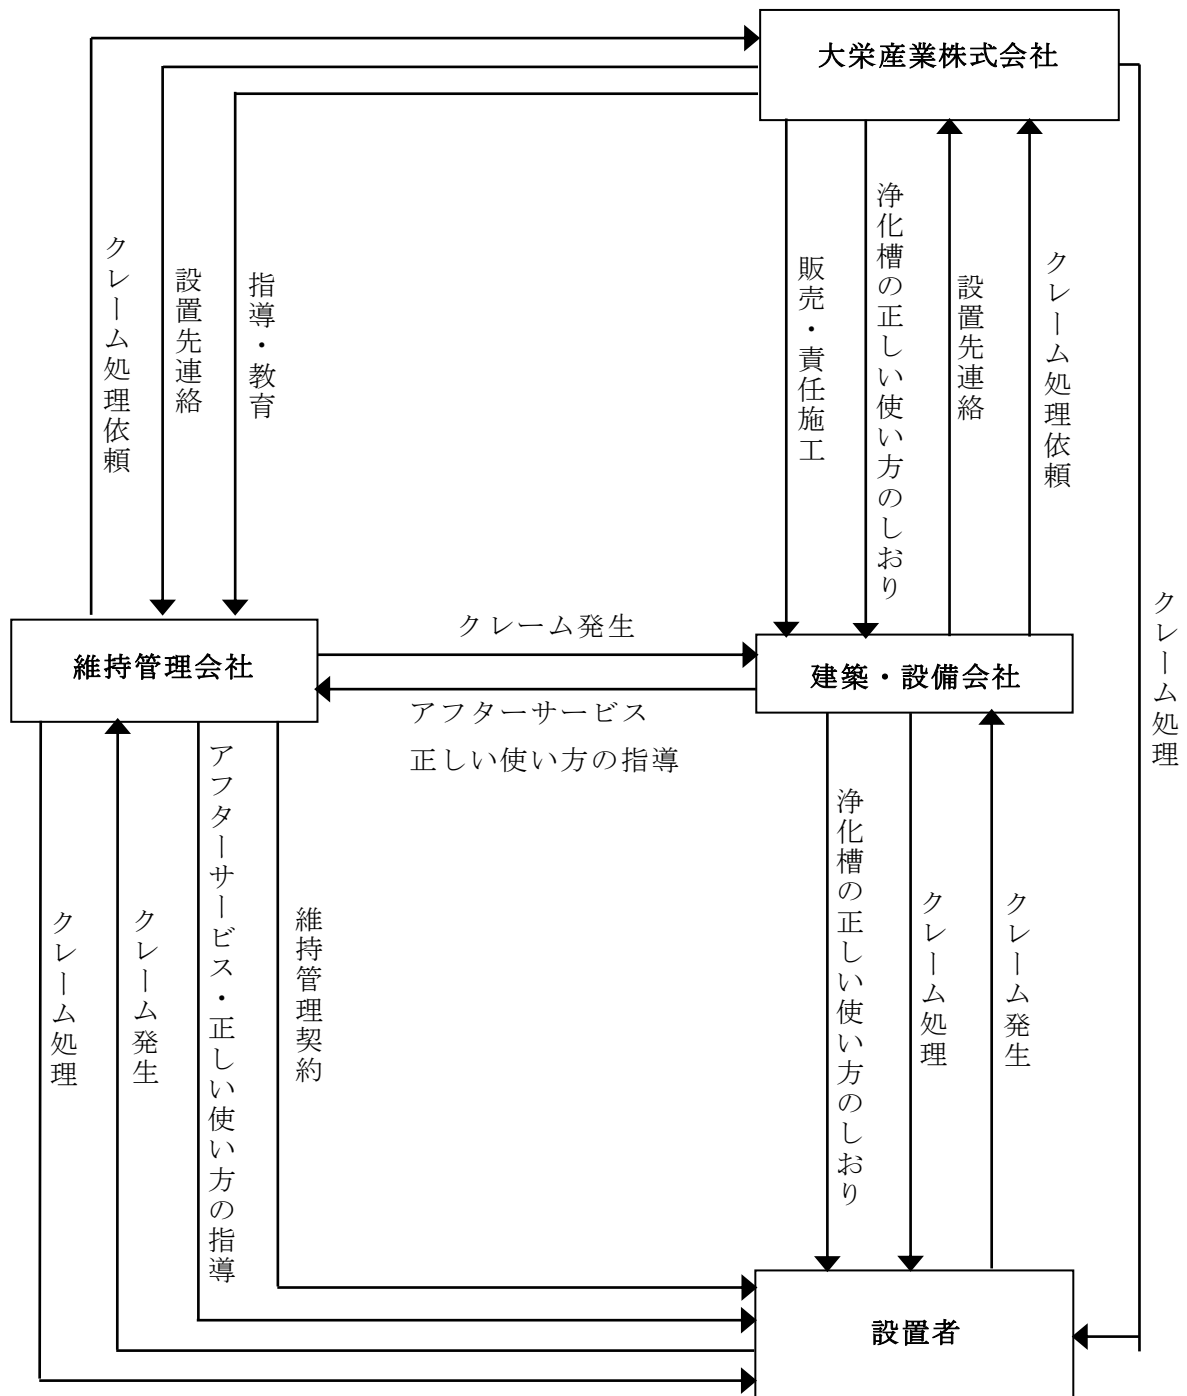 大栄産業株式会社
クレーム処理依頼
設置先連絡
指導・教育
販売・責任施工
浄化槽の正しい使い方のしおり
設置先連絡
クレーム処理依頼
クレーム処理
維持管理会社
クレーム発生
アフターサービス
正しい使い方の指導
建築・設備会社
クレーム処理
クレーム発生
アフターサービス・正しい使い方の指導
維持管理契約
浄化槽の正しい使い方のしおり
クレーム処理
クレーム発生
設置者